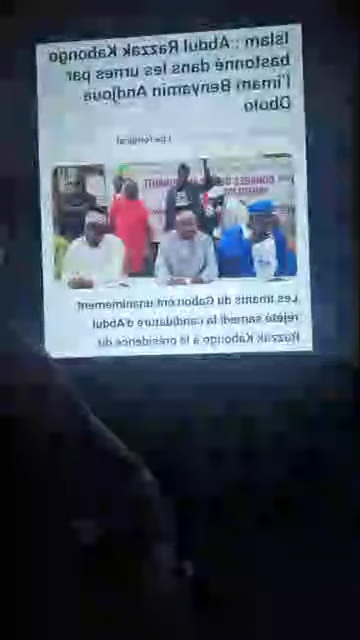 Islam : Abdul Razzak Kabongo
bastonné dans les urnes par
l'imam Benyamin Andjoua
Obolo
Les Imams du Gabon ont unanimement
rejeté samedi la candidature d'Abdul
Razzak Kabongo à la présidence du